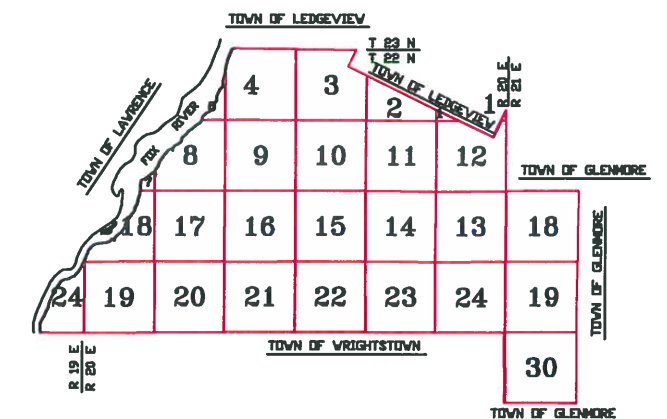 TOWN OF LEDGEVIEW
T 23 N
T 22 N
TOWN OF LEDGEVIEW
R 20 E
R 21 E
TOWN OF LAWRENCE
FOX RIVER
4 3 2 1 1
7 8 9 10 11 12
TOWN OF GLENMORE
18 17 16 15 14 13 18
TOWN OF GLENMORE
24 19 20 21 22 23 24 19
R 19 E
R 20 E
TOWN OF WRIGHTSTOWN
30
TOWN OF GLENMORE